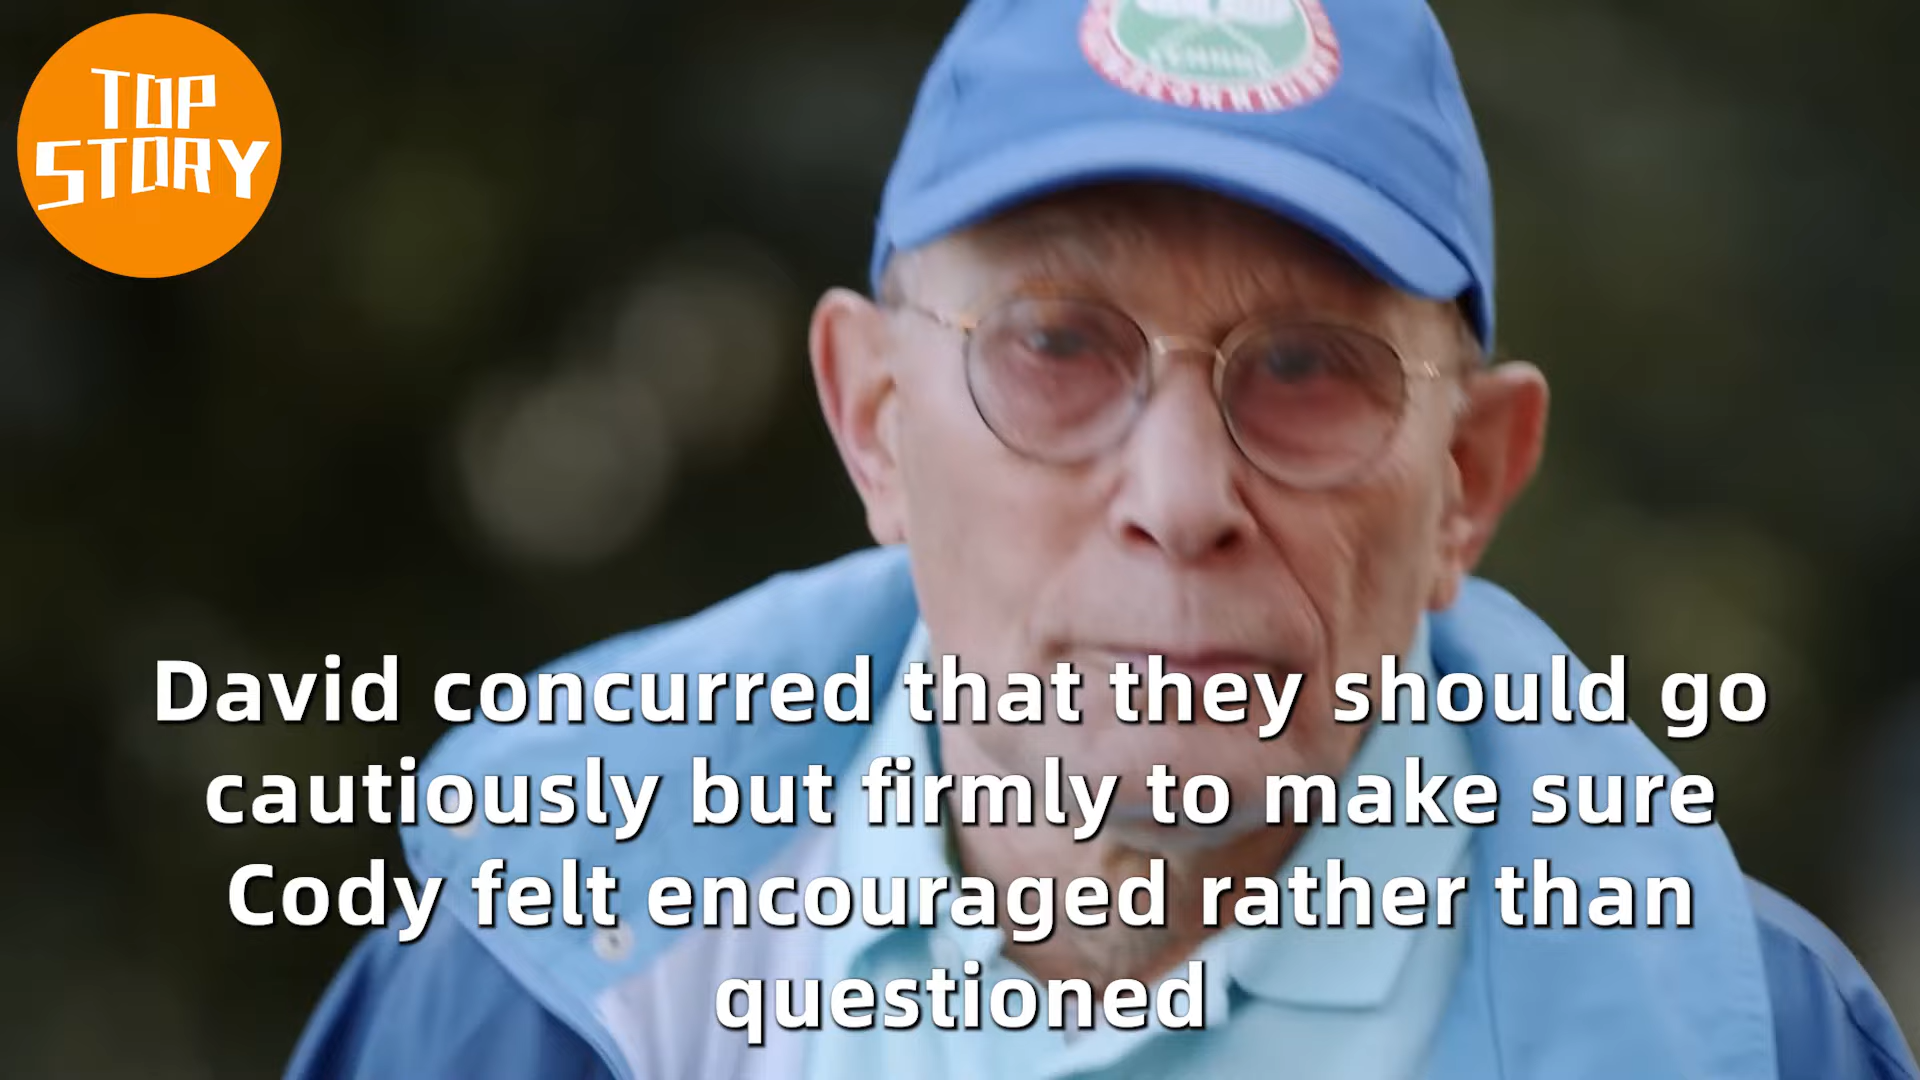 TOP
STORY
David concurred that they should go
cautiously but firmly to make sure
Cody felt encouraged rather than
questioned